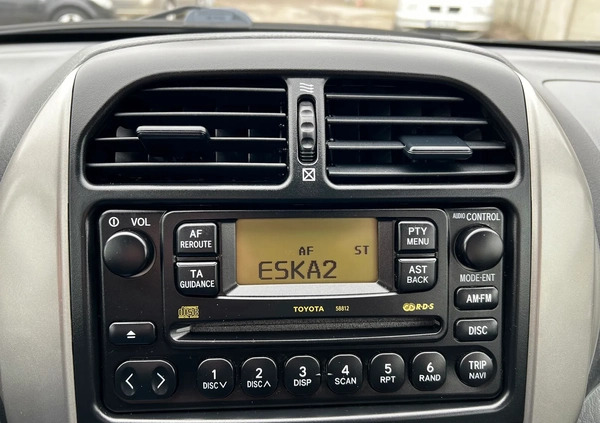 VOL
AF
REROUTE
TA
GUIDANCE
AF ST
ESKA2
PTY
MENU
AST
BACK
AUDIO CONTROL
MODE·ENT
AM·FM
DISC
TOYOTA 58812
R·D·S
1
DISC ∨
2
DISC ∧
3
DISP
4
SCAN
5
RPT
6
RAND
TRIP
NAVI